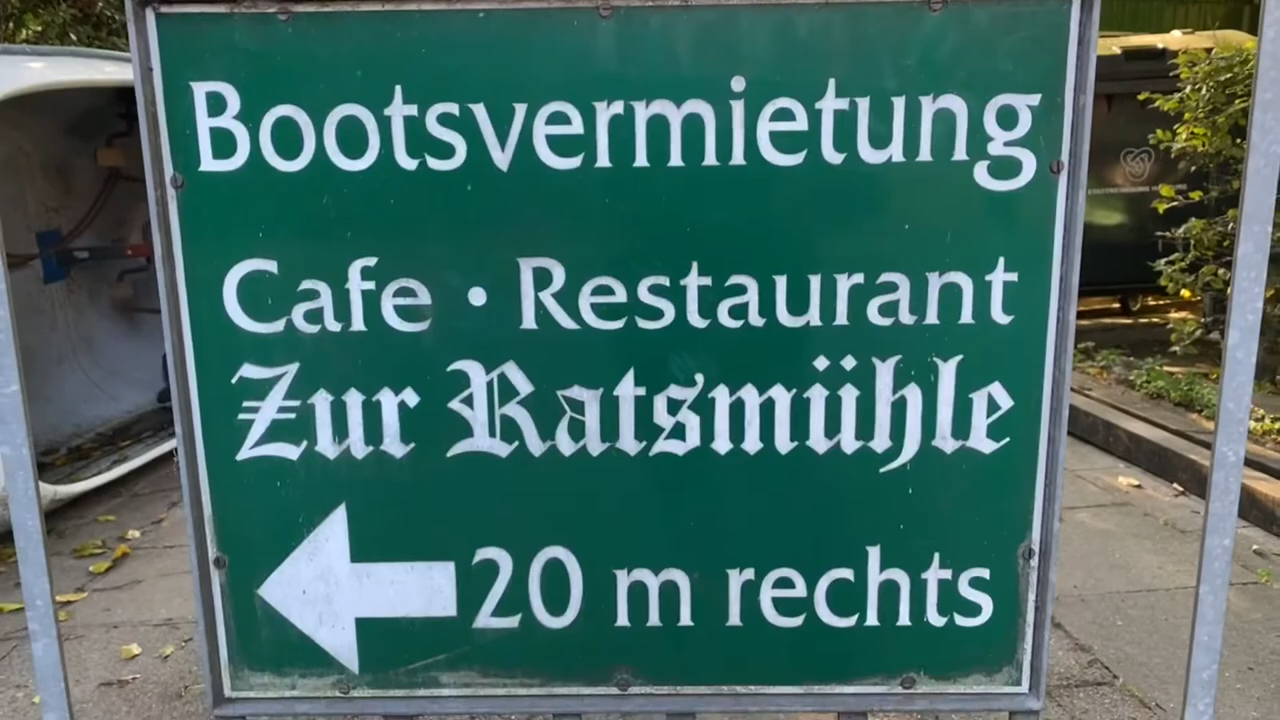 Bootsvermietung
Cafe · Restaurant
Zur Ratsmühle
20 m rechts